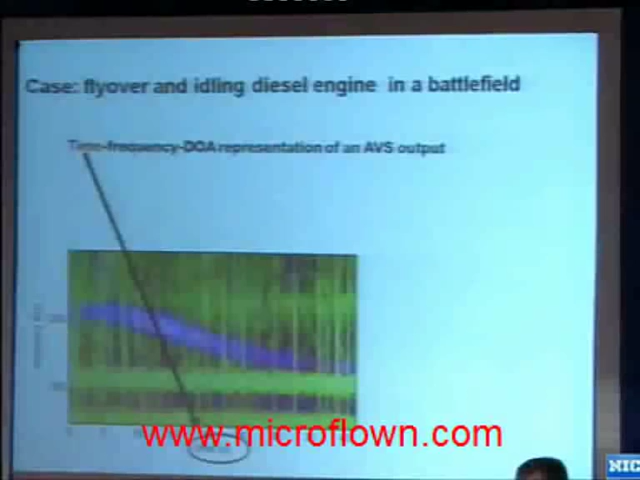 Case: flyover and idling diesel engine in a battlefield
Time-frequency-DOA representation of an AVS output
www.microflown.com
NIC